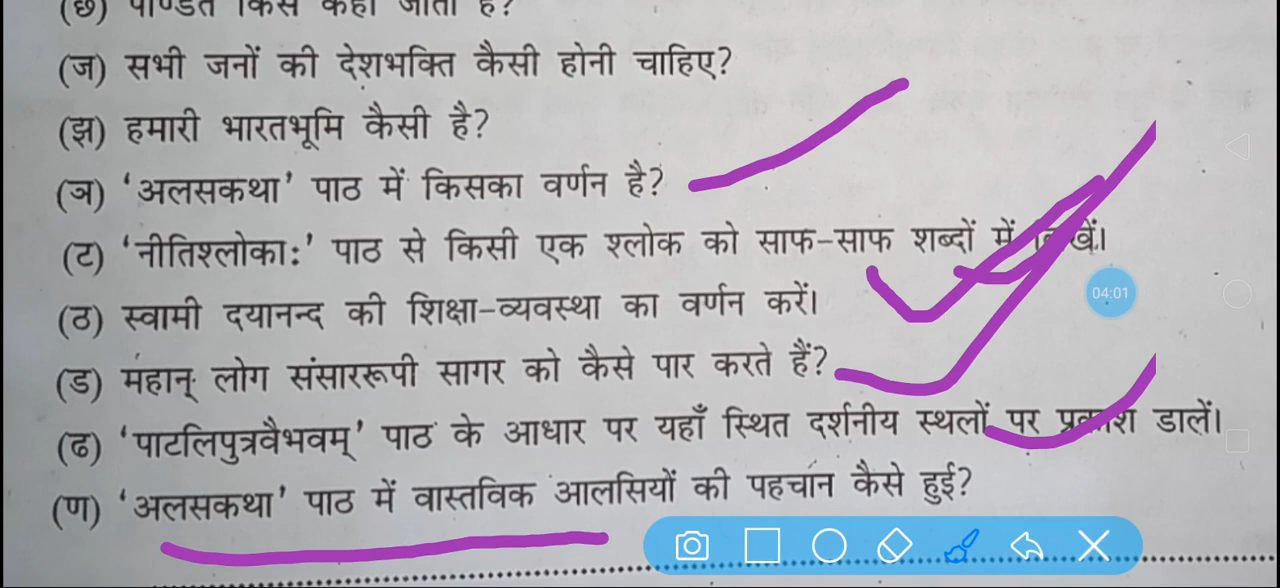 (छ) पण्डित किसे कहा जाता है?
(ज) सभी जनों की देशभक्ति कैसी होनी चाहिए?
(झ) हमारी भारतभूमि कैसी है?
(ञ) 'अलसकथा' पाठ में किसका वर्णन है?
(ट) 'नीतिश्लोकाः' पाठ से किसी एक श्लोक को साफ-साफ शब्दों में लिखें।
04:01
(ठ) स्वामी दयानन्द की शिक्षा-व्यवस्था का वर्णन करें।
(ड) महान् लोग संसाररूपी सागर को कैसे पार करते हैं?
(ढ) 'पाटलिपुत्रवैभवम्' पाठ के आधार पर यहाँ स्थित दर्शनीय स्थलों पर प्रकाश डालें।
(ण) 'अलसकथा' पाठ में वास्तविक आलसियों की पहचान कैसे हुई?